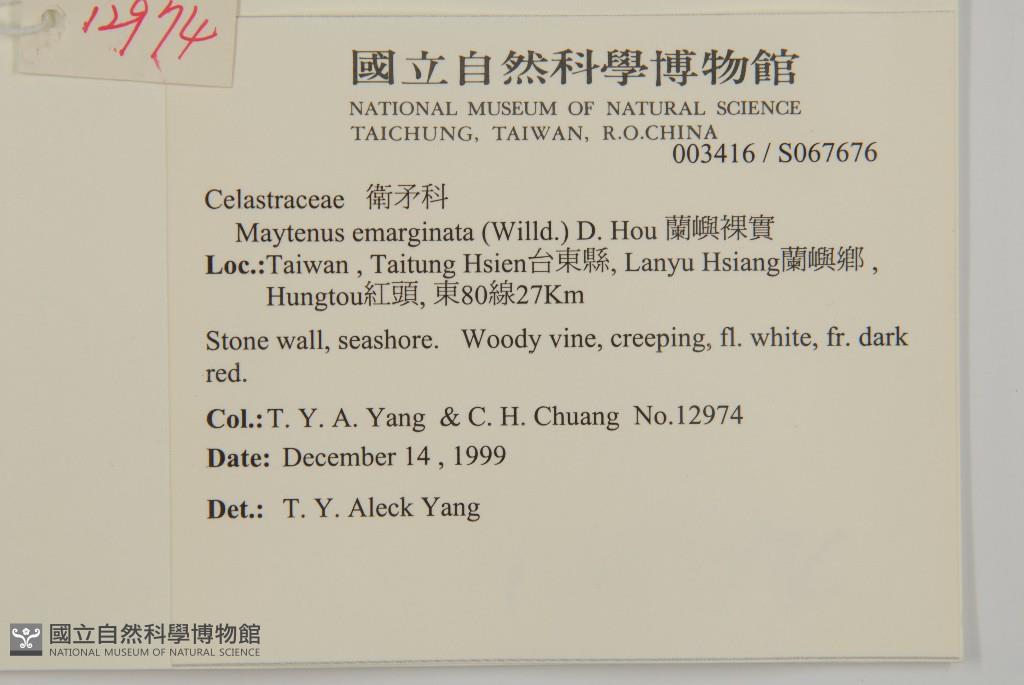 12974
國立自然科學博物館
NATIONAL MUSEUM OF NATURAL SCIENCE
TAICHUNG, TAIWAN, R.O.CHINA
003416 / S067676
Celastraceae 衛矛科
Maytenus emarginata (Willd.) D. Hou 蘭嶼裸實
Loc.:Taiwan , Taitung Hsien台東縣, Lanyu Hsiang蘭嶼鄉 ,
Hungtou紅頭, 東80線27Km
Stone wall, seashore. Woody vine, creeping, fl. white, fr. dark
red.
Col.: T. Y. A. Yang & C. H. Chuang No.12974
Date: December 14 , 1999
Det.: T. Y. Aleck Yang
國立自然科學博物館
NATIONAL MUSEUM OF NATURAL SCIENCE